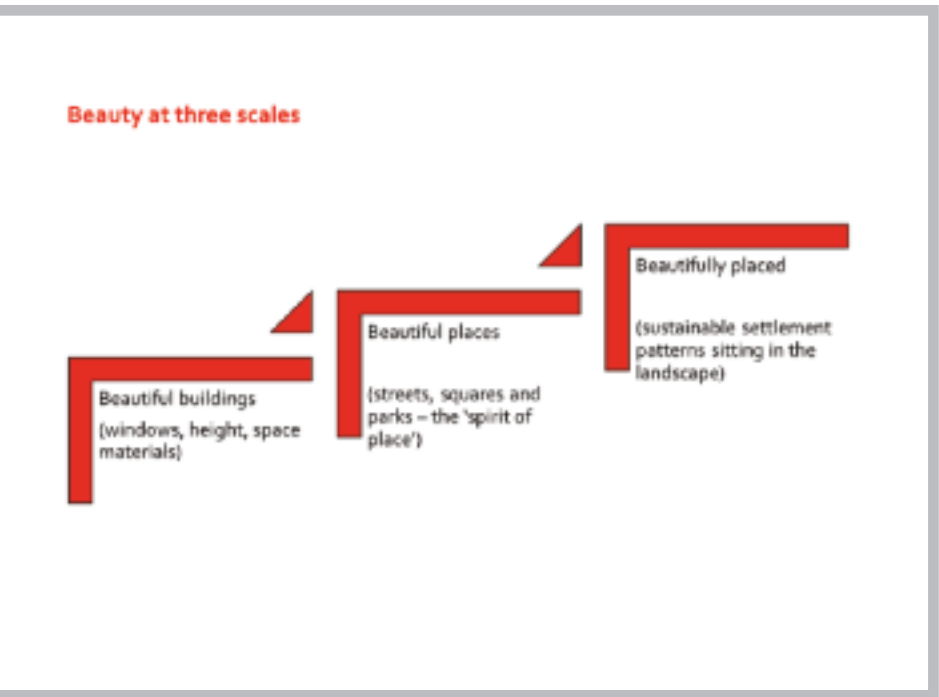 Beauty at three scales
Beautiful buildings
(windows, height, space
materials)
Beautiful places
(streets, squares and
parks – the 'spirit of
place')
Beautifully placed
(sustainable settlement
patterns sitting in the
landscape)